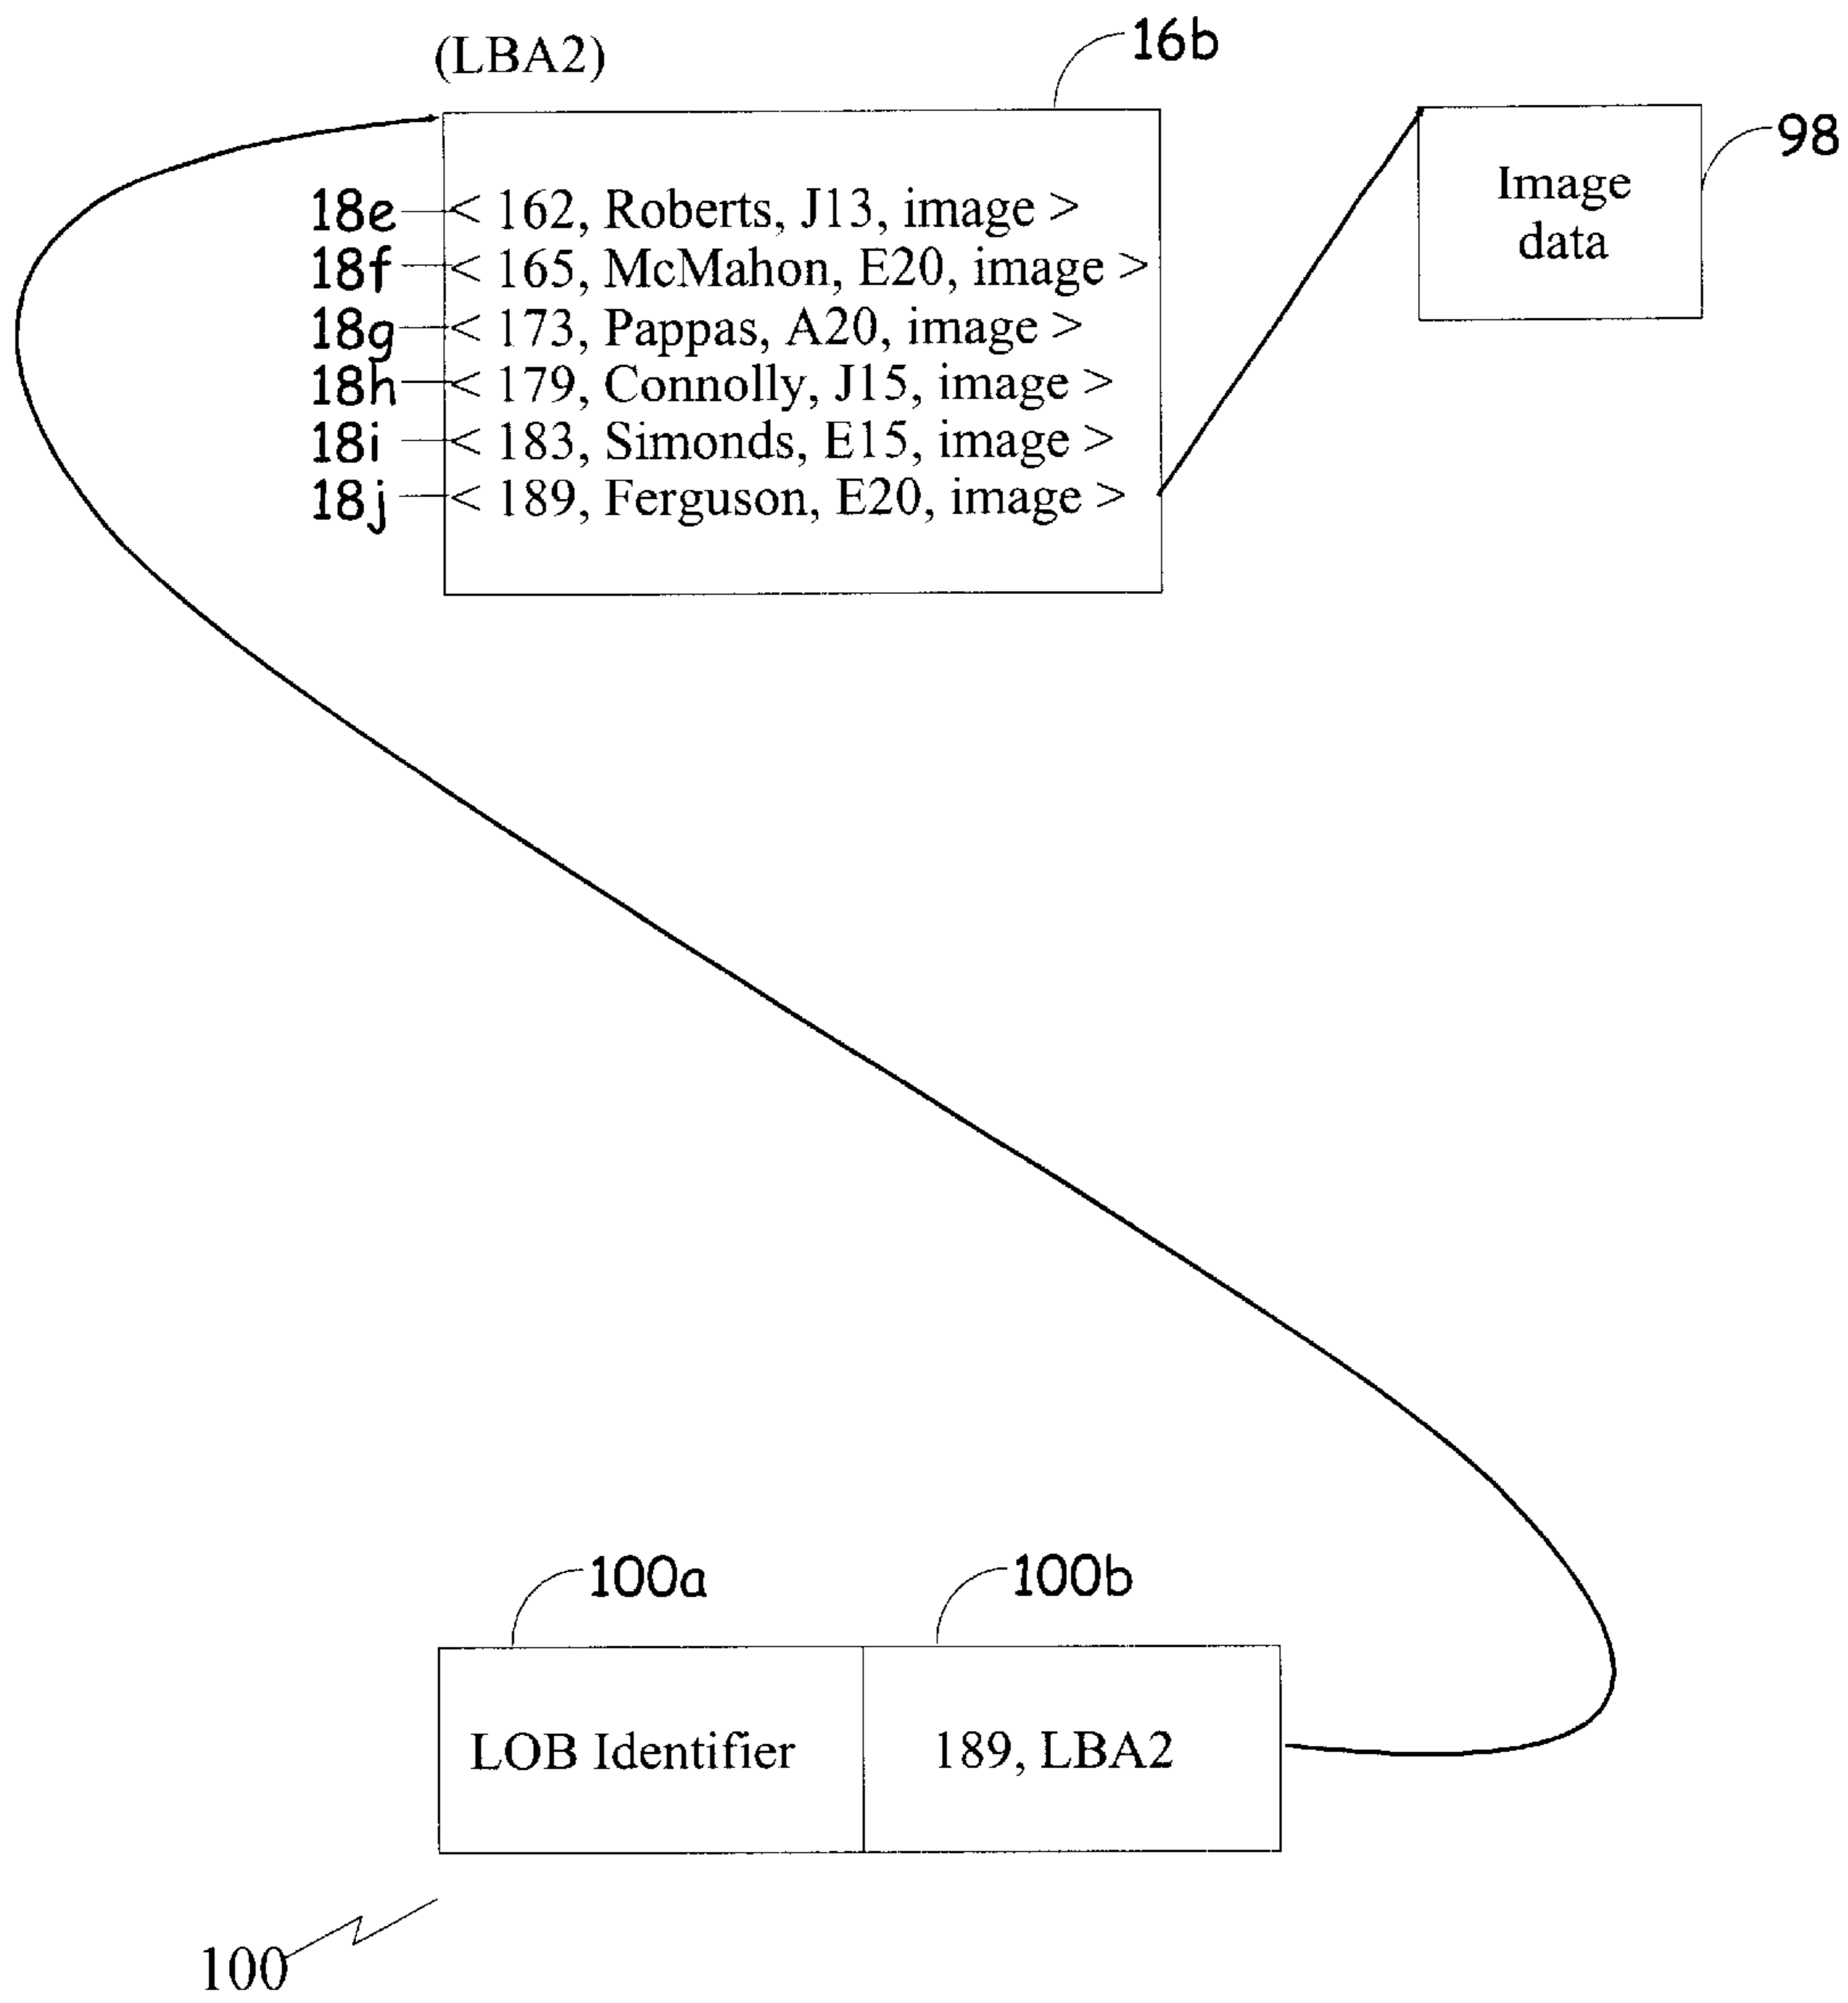 (LBA2)
16b
98
Image
data
18e < 162, Roberts, J13, image >
18f < 165, McMahon, E20, image >
18g < 173, Pappas, A20, image >
18h < 179, Connolly, J15, image >
18i < 183, Simonds, E15, image >
18j < 189, Ferguson, E20, image >
100a
100b
LOB Identifier
189, LBA2
100